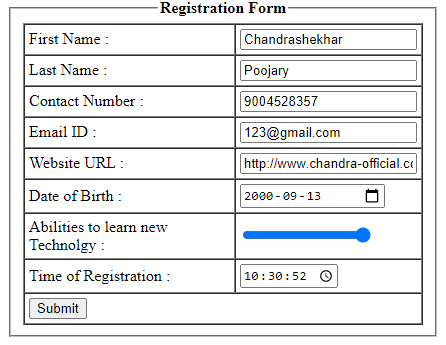 Registration Form
First Name : Chandrashekhar
Last Name : Poojary
Contact Number : 9004528357
Email ID : 123@gmail.com
Website URL : http://www.chandra-official.co
Date of Birth : 2000-09-13
Abilities to learn new
Technolgy :
Time of Registration : 10:30:52
Submit